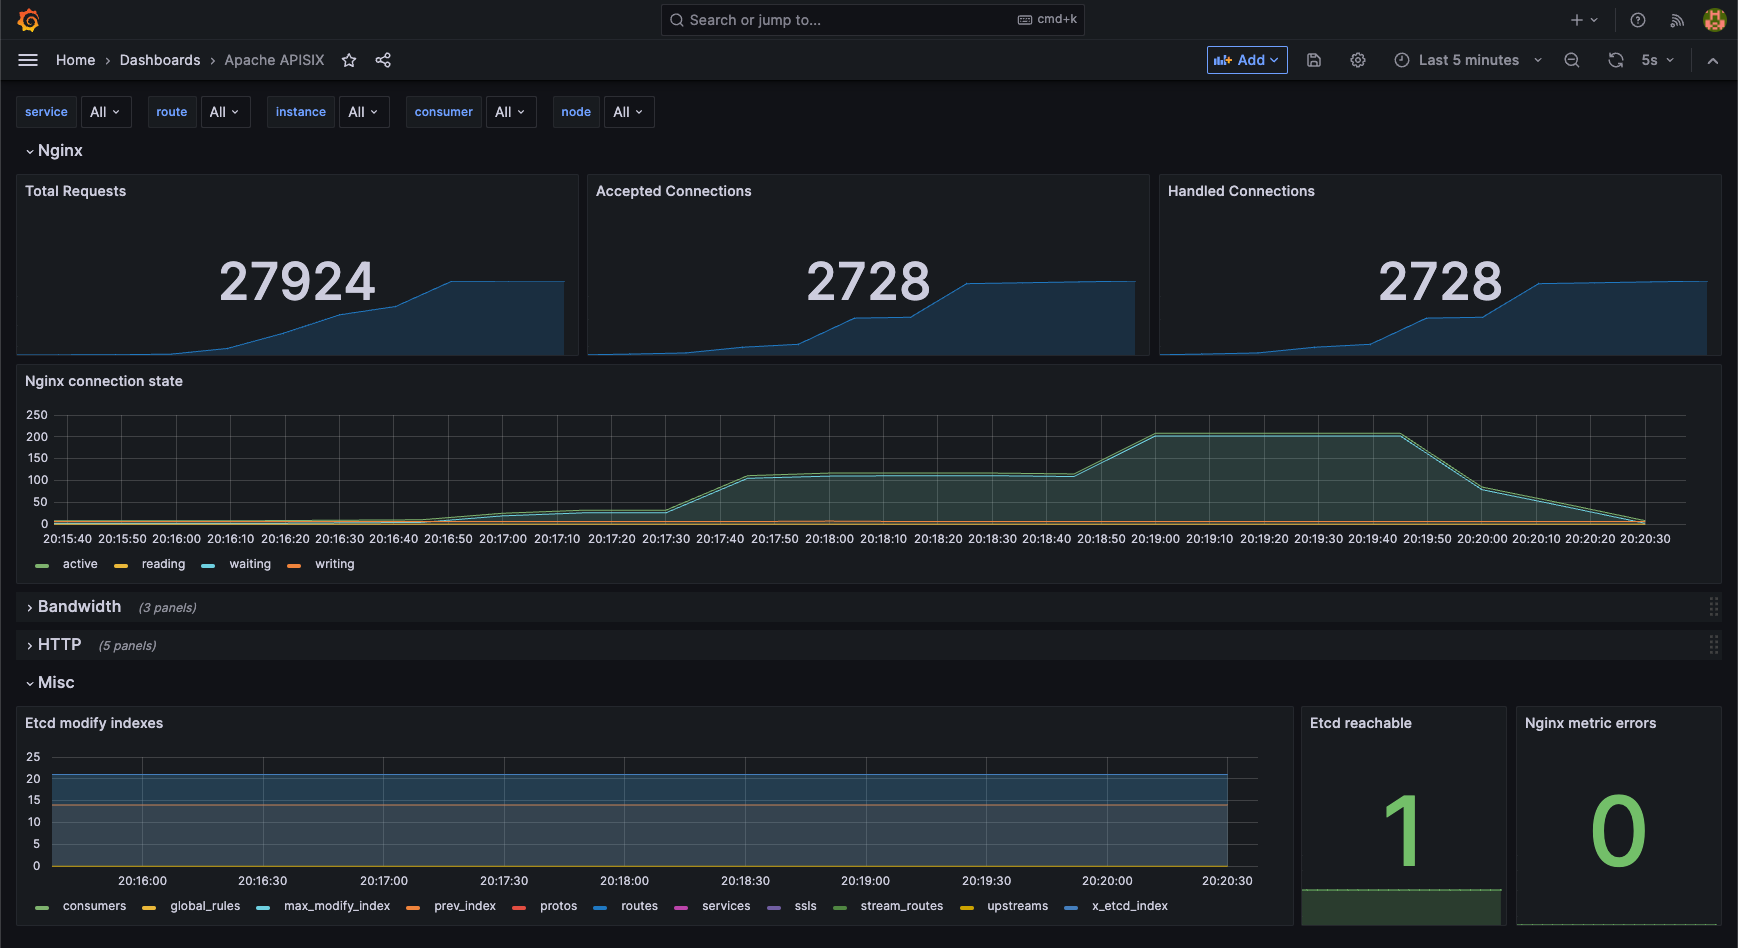 Search or jump to... cmd+k
Home › Dashboards › Apache APISIX Add Last 5 minutes 5s
service All route All instance All consumer All node All
Nginx
Total Requests
27924
Accepted Connections
2728
Handled Connections
2728
Nginx connection state
250
200
150
100
50
0
20:15:40 20:15:50 20:16:00 20:16:10 20:16:20 20:16:30 20:16:40 20:16:50 20:17:00 20:17:10 20:17:20 20:17:30 20:17:40 20:17:50 20:18:00 20:18:10 20:18:20 20:18:30 20:18:40 20:18:50 20:19:00 20:19:10 20:19:20 20:19:30 20:19:40 20:19:50 20:20:00 20:20:10 20:20:20 20:20:30
active reading waiting writing
Bandwidth (3 panels)
HTTP (5 panels)
Misc
Etcd modify indexes
25
20
15
10
5
0
20:16:00 20:16:30 20:17:00 20:17:30 20:18:00 20:18:30 20:19:00 20:19:30 20:20:00 20:20:30
consumers global_rules max_modify_index prev_index protos routes services ssls stream_routes upstreams x_etcd_index
Etcd reachable
1
Nginx metric errors
0